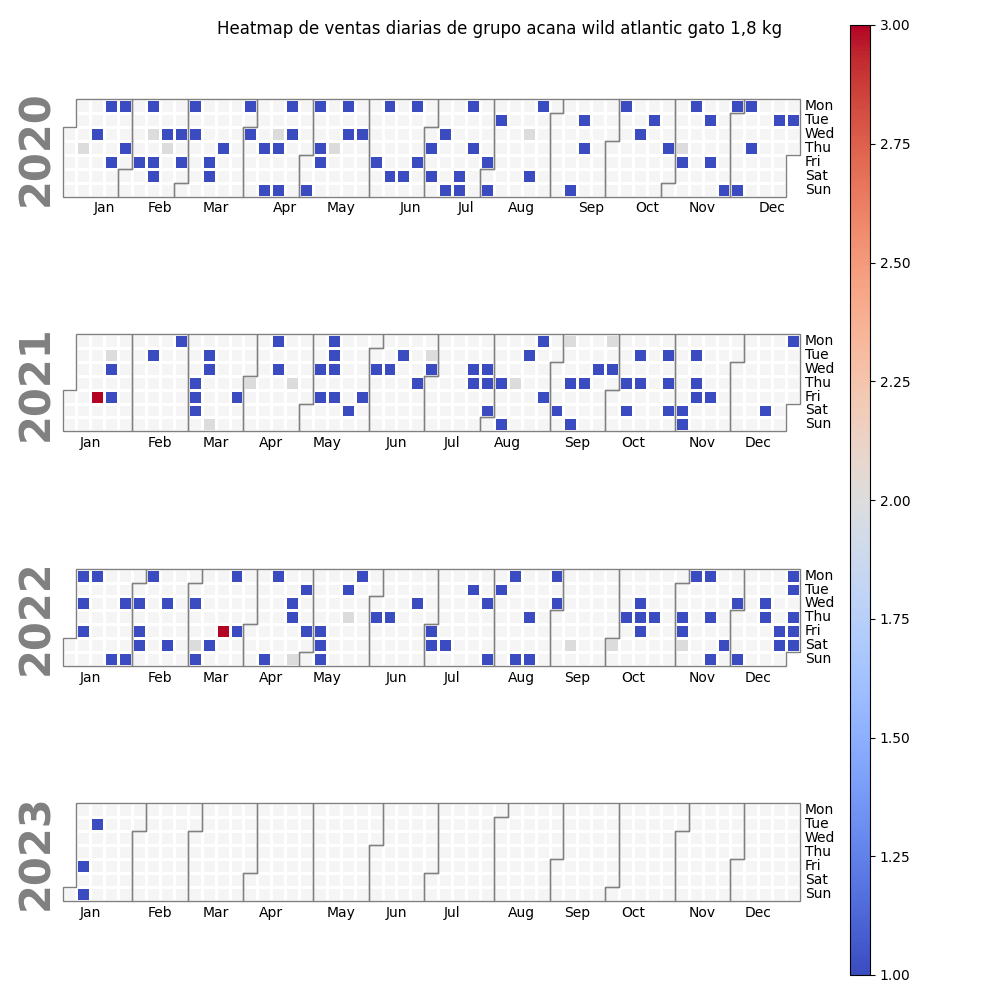 Heatmap de ventas diarias de grupo acana wild atlantic gato 1,8 kg
2020
Mon
Tue
Wed
Thu
Fri
Sat
Sun
Jan Feb Mar Apr May Jun Jul Aug Sep Oct Nov Dec
2021
Mon
Tue
Wed
Thu
Fri
Sat
Sun
Jan Feb Mar Apr May Jun Jul Aug Sep Oct Nov Dec
2022
Mon
Tue
Wed
Thu
Fri
Sat
Sun
Jan Feb Mar Apr May Jun Jul Aug Sep Oct Nov Dec
2023
Mon
Tue
Wed
Thu
Fri
Sat
Sun
Jan Feb Mar Apr May Jun Jul Aug Sep Oct Nov Dec
3.00
2.75
2.50
2.25
2.00
1.75
1.50
1.25
1.00